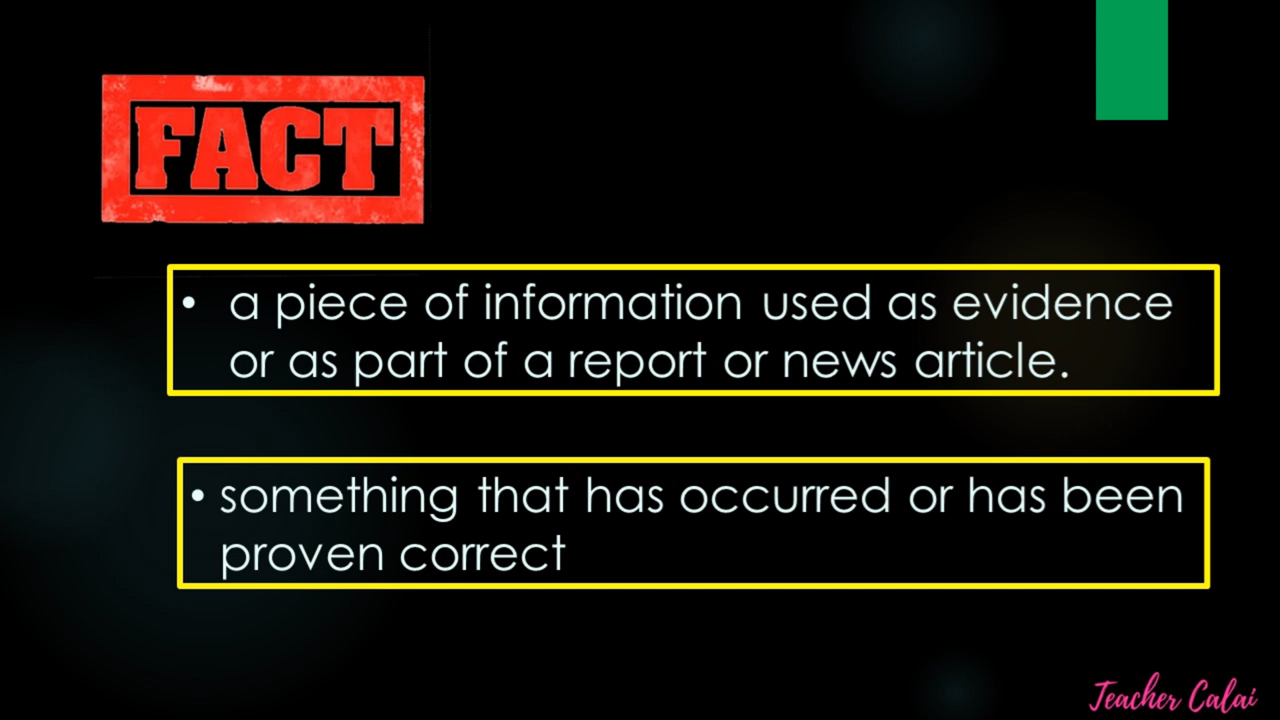 FACT
• a piece of information used as evidence
or as part of a report or news article.
• something that has occurred or has been
proven correct
Teacher Calai